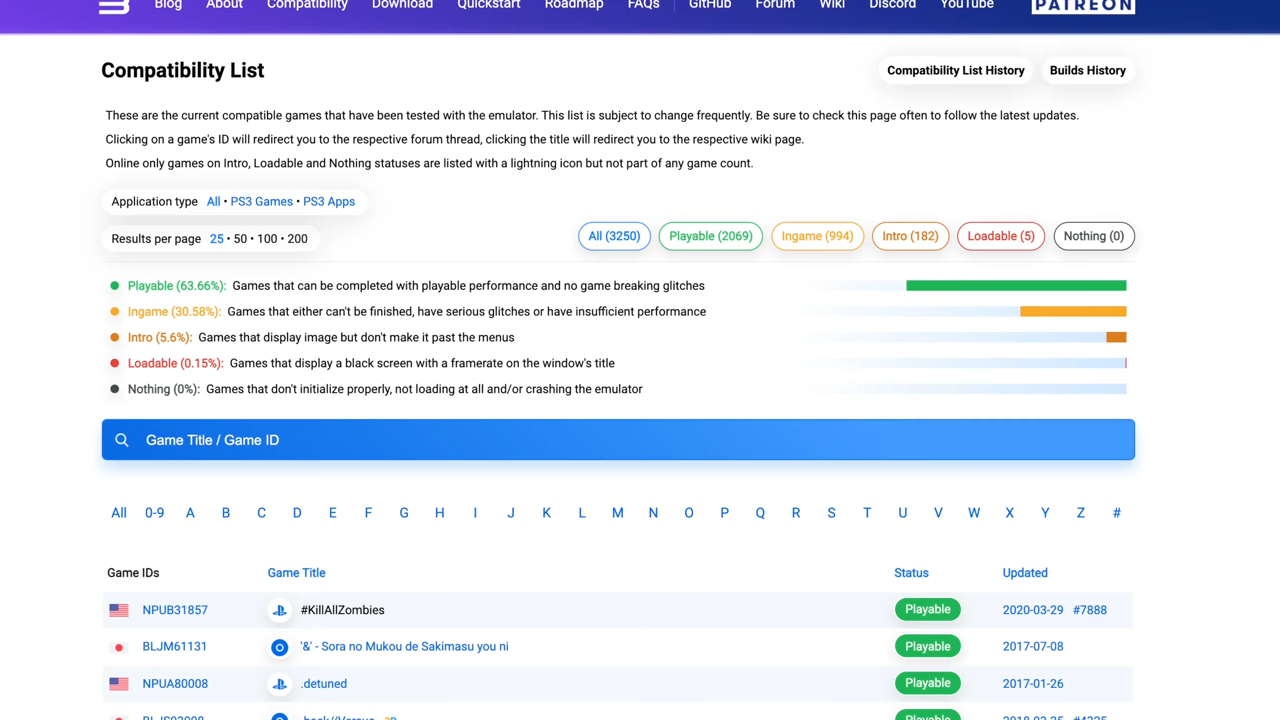 Blog About Compatibility Download Quickstart Roadmap FAQs GitHub Forum Wiki Discord YouTube PATREON
Compatibility List
Compatibility List History Builds History
These are the current compatible games that have been tested with the emulator. This list is subject to change frequently. Be sure to check this page often to follow the latest updates.
Clicking on a game's ID will redirect you to the respective forum thread, clicking the title will redirect you to the respective wiki page.
Online only games on Intro, Loadable and Nothing statuses are listed with a lightning icon but not part of any game count.
Application type All • PS3 Games • PS3 Apps
Results per page 25 • 50 • 100 • 200
All (3250) Playable (2069) Ingame (994) Intro (182) Loadable (5) Nothing (0)
Playable (63.66%): Games that can be completed with playable performance and no game breaking glitches
Ingame (30.58%): Games that either can't be finished, have serious glitches or have insufficient performance
Intro (5.6%): Games that display image but don't make it past the menus
Loadable (0.15%): Games that display a black screen with a framerate on the window's title
Nothing (0%): Games that don't initialize properly, not loading at all and/or crashing the emulator
Game Title / Game ID
All 0-9 A B C D E F G H I J K L M N O P Q R S T U V W X Y Z #
Game IDs Game Title Status Updated
NPUB31857 #KillAllZombies Playable 2020-03-29 #7888
BLJM61131 '&' - Sora no Mukou de Sakimasu you ni Playable 2017-07-08
NPUA80008 .detuned Playable 2017-01-26